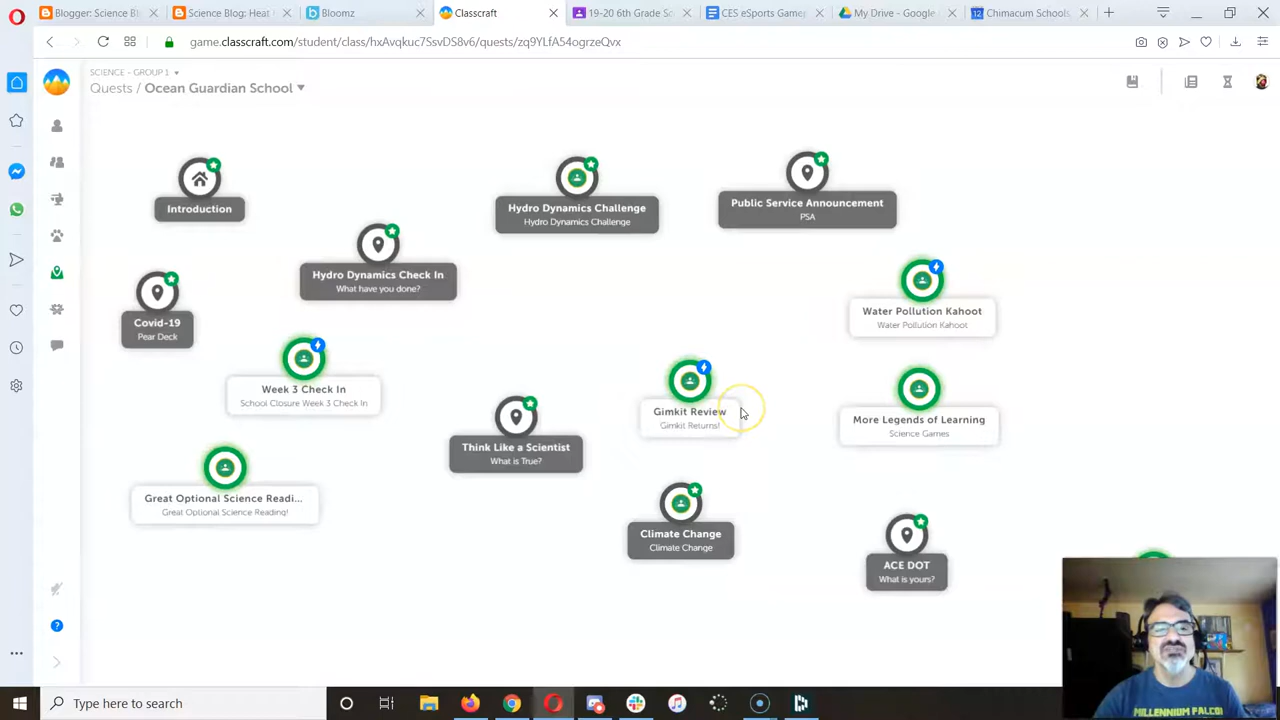 Blogger: Science Bl
Science Blog: Heat
Bloomz
Classcraft
19-20 6th Grade Sc
CES eSports Game
My Drive - Google
12 Chimacum Schools
game.classcraft.com/student/class/hxAvqkuc7SsvDS8v6/quests/zq9YLfA54ogrzeQvx
SCIENCE - GROUP 1
Quests / Ocean Guardian School
Introduction
Hydro Dynamics Challenge
Hydro Dynamics Challenge
Public Service Announcement
PSA
Hydro Dynamics Check In
What have you done?
Covid-19
Pear Deck
Water Pollution Kahoot
Water Pollution Kahoot
Week 3 Check In
School Closure Week 3 Check In
Gimkit Review
Gimkit Returns!
More Legends of Learning
Science Games
Think Like a Scientist
What is True?
Great Optional Science Readi...
Great Optional Science Reading!
Climate Change
Climate Change
ACE DOT
What is yours?
MILLENNIUM FALCO
Type here to search